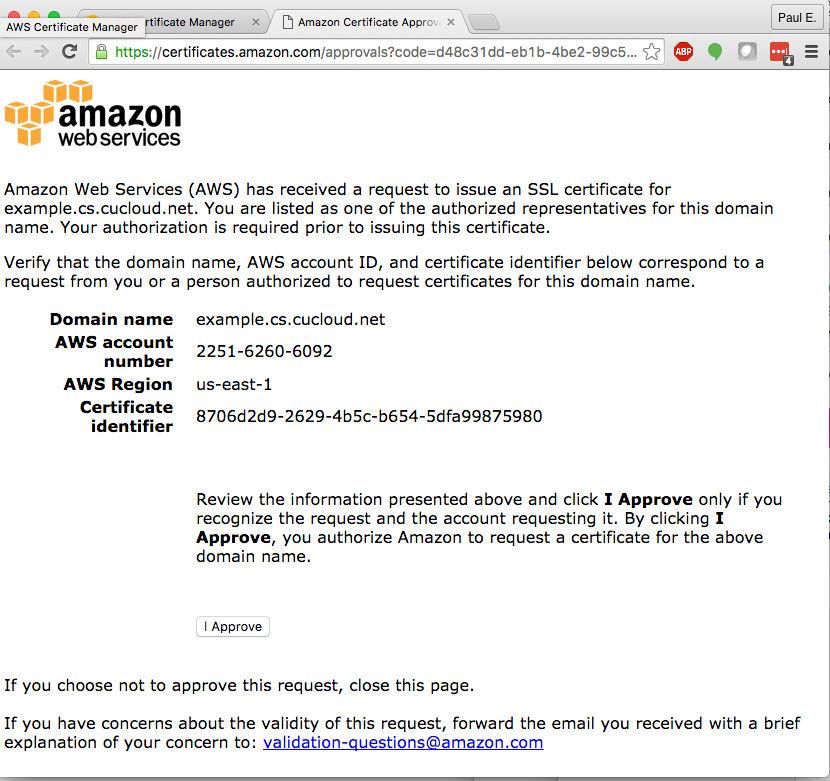 AWS Certificate Manager
rtificate Manager
Amazon Certificate Approv
Paul E.
https://certificates.amazon.com/approvals?code=d48c31dd-eb1b-4be2-99c5...
ABP
4
amazon
web services
Amazon Web Services (AWS) has received a request to issue an SSL certificate for
example.cs.cucloud.net. You are listed as one of the authorized representatives for this domain
name. Your authorization is required prior to issuing this certificate.
Verify that the domain name, AWS account ID, and certificate identifier below correspond to a
request from you or a person authorized to request certificates for this domain name.
Domain name example.cs.cucloud.net
AWS account
number 2251-6260-6092
AWS Region us-east-1
Certificate
identifier 8706d2d9-2629-4b5c-b654-5dfa99875980
Review the information presented above and click I Approve only if you
recognize the request and the account requesting it. By clicking I
Approve, you authorize Amazon to request a certificate for the above
domain name.
I Approve
If you choose not to approve this request, close this page.
If you have concerns about the validity of this request, forward the email you received with a brief
explanation of your concern to: validation-questions@amazon.com